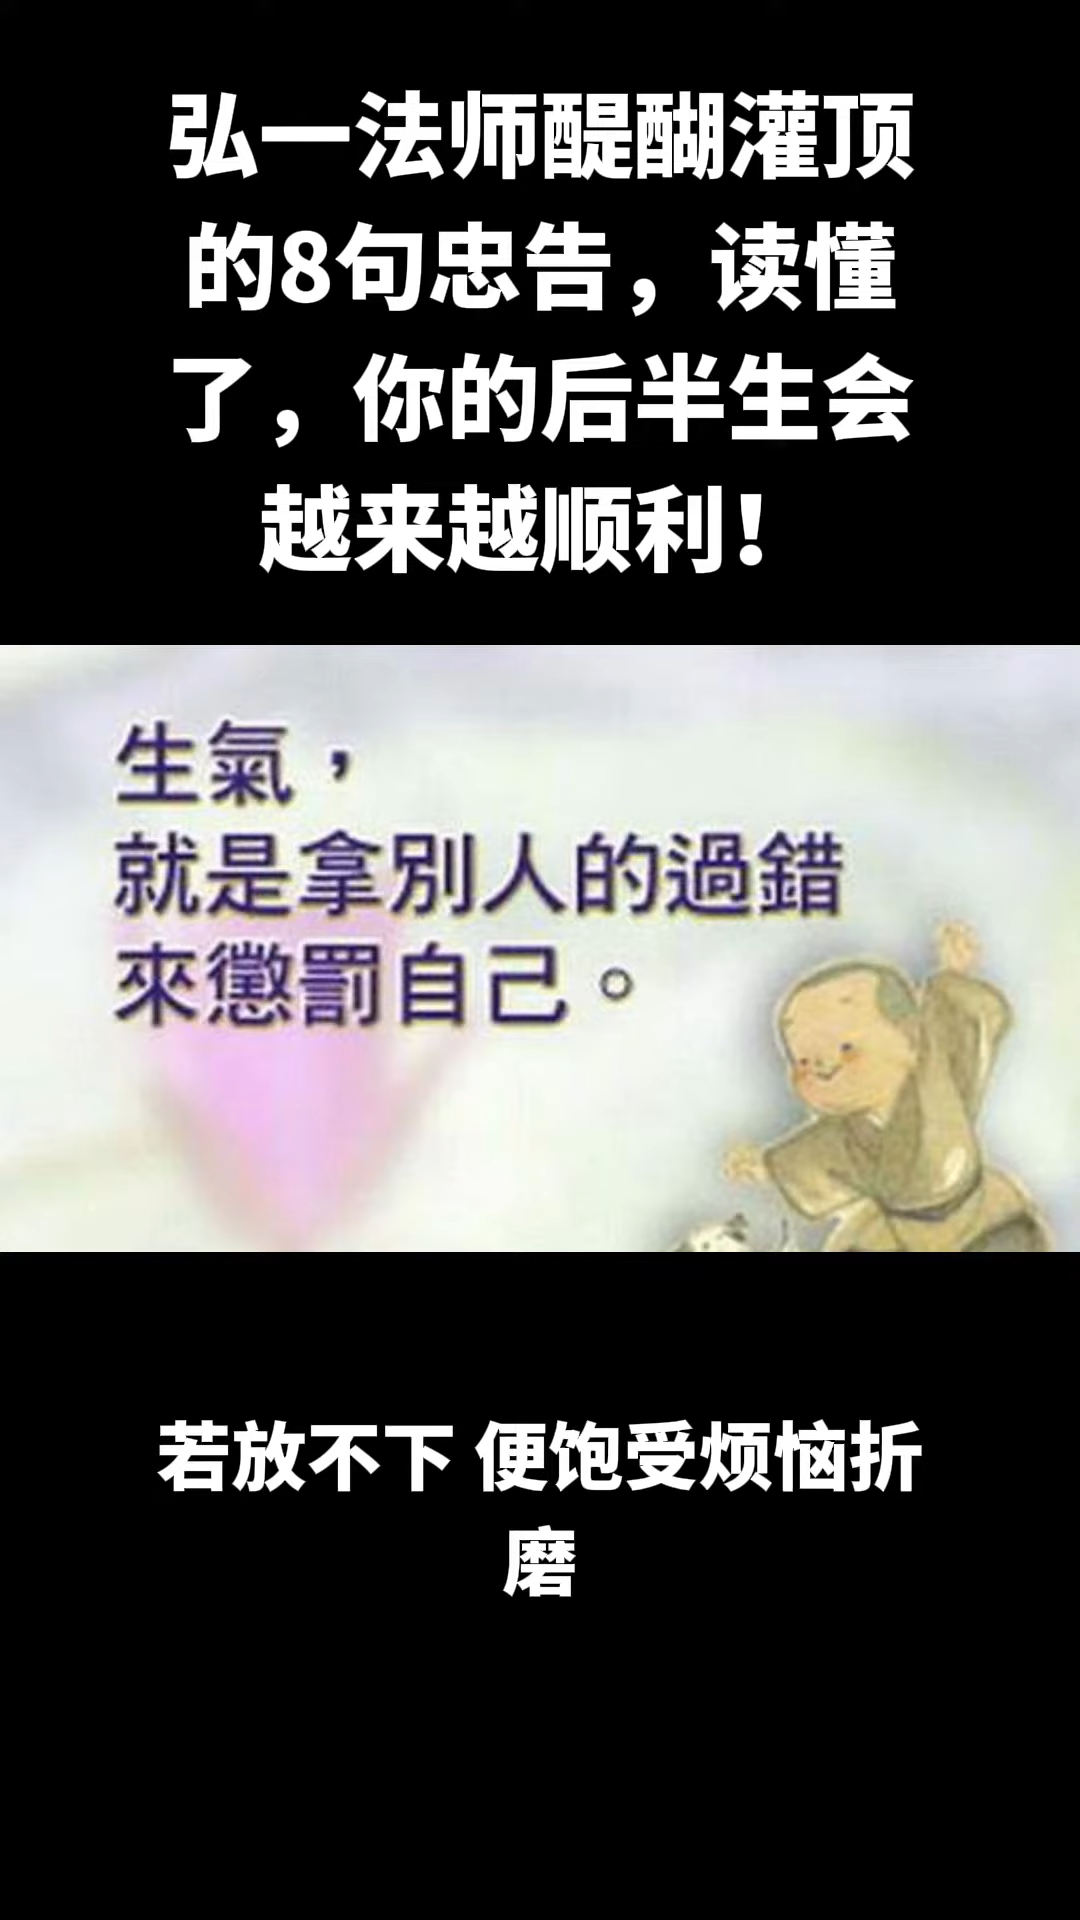 弘一法师醍醐灌顶
的8句忠告，读懂
了，你的后半生会
越来越顺利！
生氣，
就是拿別人的過錯
來懲罰自己。
若放不下 便饱受烦恼折
磨